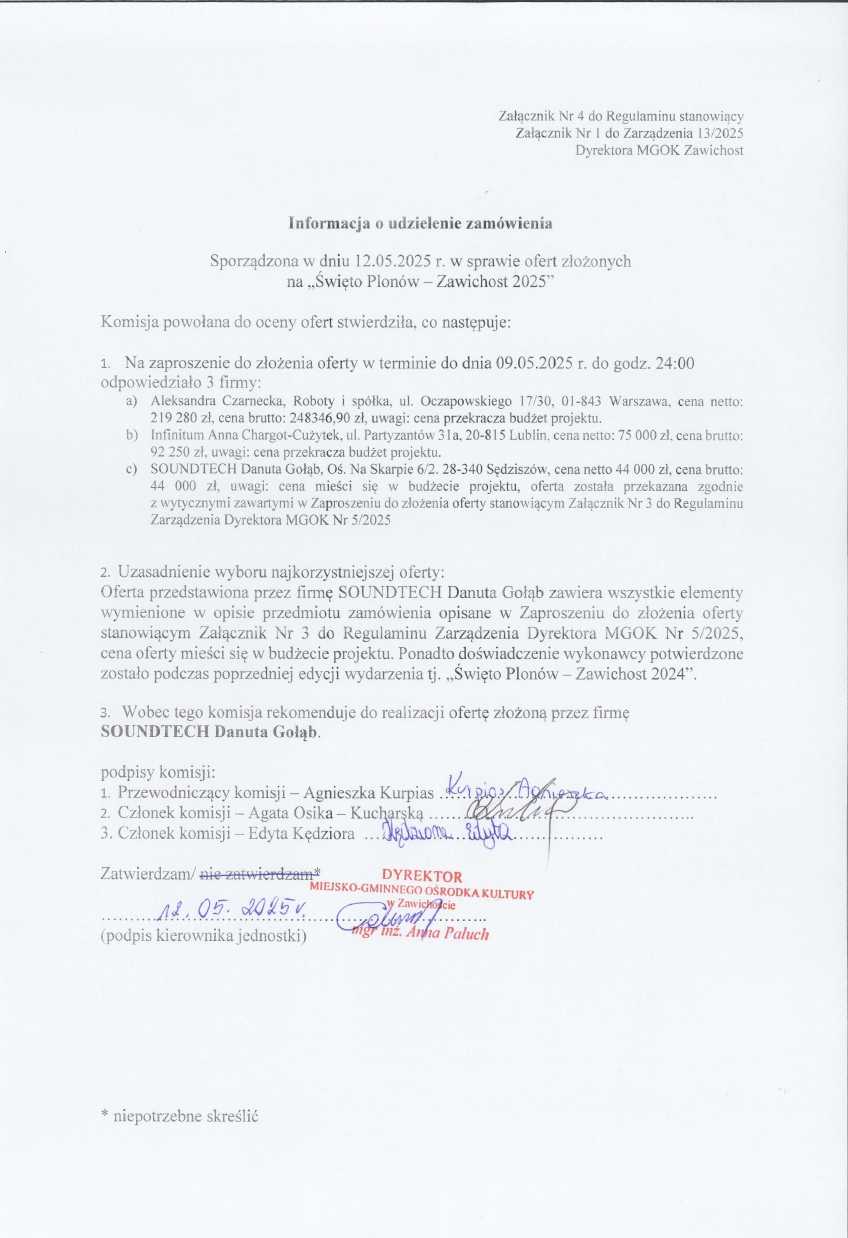 Załącznik Nr 4 do Regulaminu stanowiący
Załącznik Nr 1 do Zarządzenia 13/2025
Dyrektora MGOK Zawichost
Informacja o udzielenie zamówienia
Sporządzona w dniu 12.05.2025 r. w sprawie ofert złożonych
na „Święto Plonów – Zawichost 2025”
Komisja powołana do oceny ofert stwierdziła, co następuje:
1. Na zaproszenie do złożenia oferty w terminie do dnia 09.05.2025 r. do godz. 24:00
odpowiedziało 3 firmy:
a) Aleksandra Czarnecka, Roboty i spółka, ul. Oczapowskiego 17/30, 01-843 Warszawa, cena netto:
219 280 zł, cena brutto: 248346,90 zł, uwagi: cena przekracza budżet projektu.
b) Infinitum Anna Chargot-Cużytek, ul. Partyzantów 31a, 20-815 Lublin, cena netto: 75 000 zł, cena brutto:
92 250 zł, uwagi: cena przekracza budżet projektu.
c) SOUNDTECH Danuta Gołąb, Oś. Na Skarpie 6/2. 28-340 Sędziszów, cena netto 44 000 zł, cena brutto:
44 000 zł, uwagi: cena mieści się w budżecie projektu, oferta została przekazana zgodnie
z wytycznymi zawartymi w Zaproszeniu do złożenia oferty stanowiącym Załącznik Nr 3 do Regulaminu
Zarządzenia Dyrektora MGOK Nr 5/2025
2. Uzasadnienie wyboru najkorzystniejszej oferty:
Oferta przedstawiona przez firmę SOUNDTECH Danuta Gołąb zawiera wszystkie elementy
wymienione w opisie przedmiotu zamówienia opisane w Zaproszeniu do złożenia oferty
stanowiącym Załącznik Nr 3 do Regulaminu Zarządzenia Dyrektora MGOK Nr 5/2025,
cena oferty mieści się w budżecie projektu. Ponadto doświadczenie wykonawcy potwierdzone
zostało podczas poprzedniej edycji wydarzenia tj. „Święto Plonów – Zawichost 2024”.
3. Wobec tego komisja rekomenduje do realizacji ofertę złożoną przez firmę
SOUNDTECH Danuta Gołąb.
podpisy komisji:
1. Przewodniczący komisji – Agnieszka Kurpias Kurpias Agnieszka
2. Członek komisji – Agata Osika – Kucharska
3. Członek komisji – Edyta Kędziora Kędziora Edyta
Zatwierdzam/ nie zatwierdzam*
DYREKTOR
MIEJSKO-GMINNEGO OŚRODKA KULTURY
w Zawichoście
12.05.2025 r.
mgr inż. Anna Paluch
(podpis kierownika jednostki)
* niepotrzebne skreślić